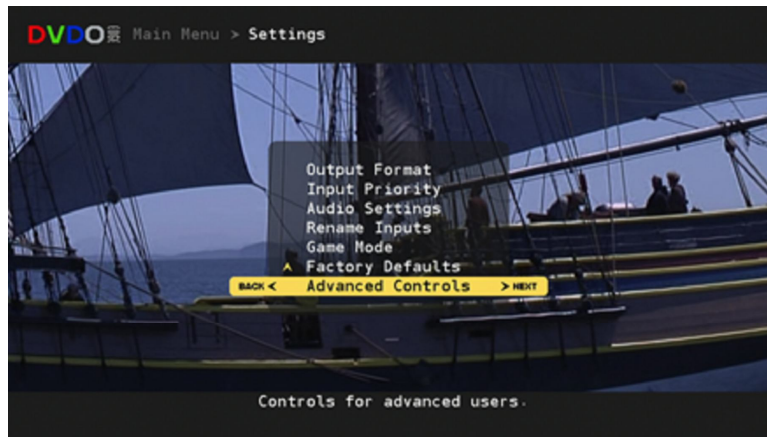 DVDO EDGE Main Menu > Settings
Output Format
Input Priority
Audio Settings
Rename Inputs
Game Mode
Factory Defaults
BACK < Advanced Controls > NEXT
Controls for advanced users.